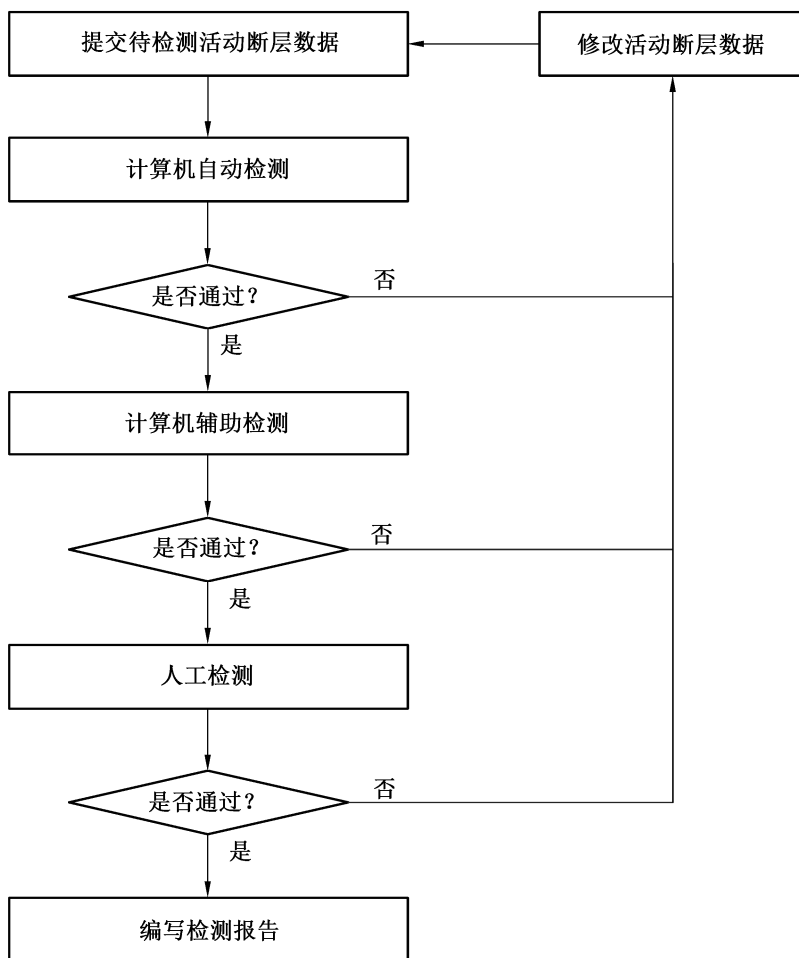 提交待检测活动断层数据
修改活动断层数据
计算机自动检测
是否通过？
否
是
计算机辅助检测
是否通过？
否
是
人工检测
是否通过？
否
是
编写检测报告